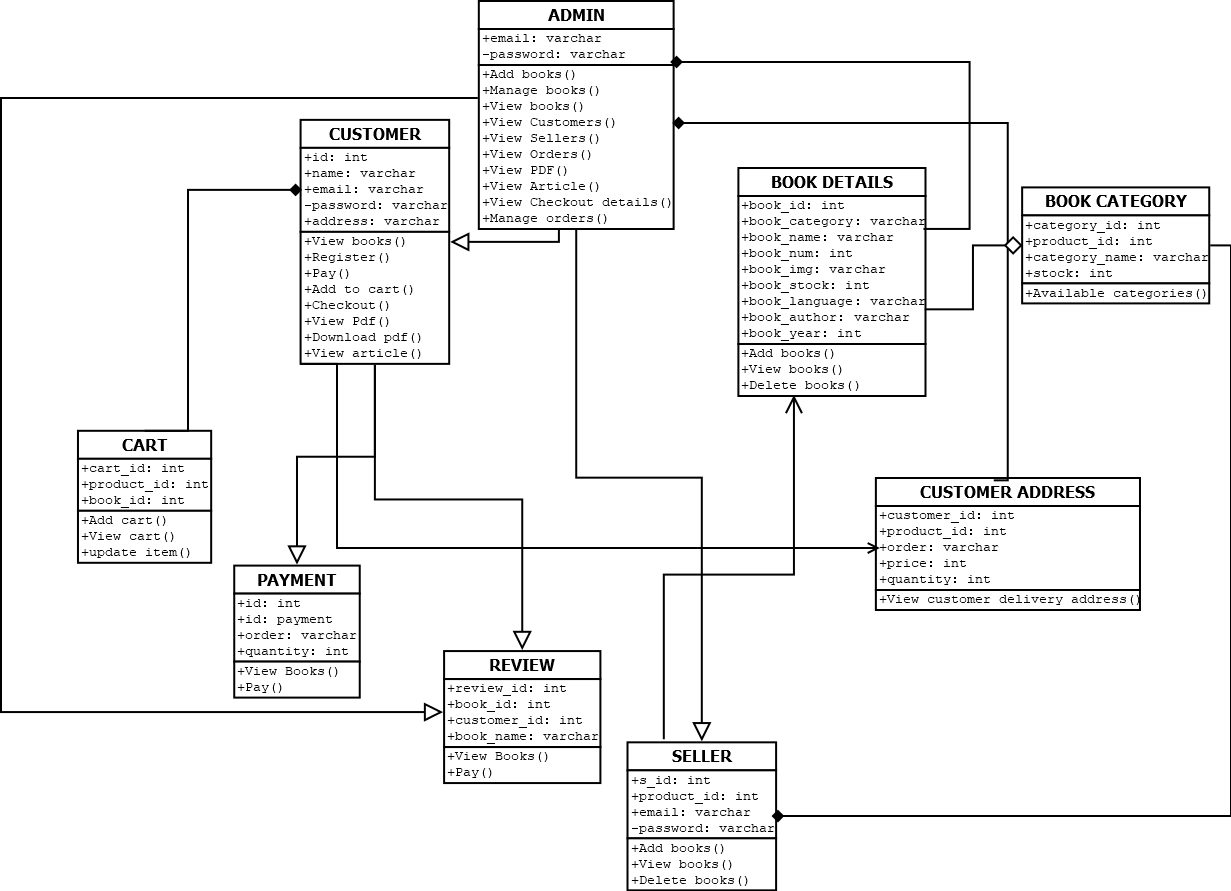 ADMIN
+email: varchar
-password: varchar
+Add books()
+Manage books()
+View books()
+View Customers()
+View Sellers()
+View Orders()
+View PDF()
+View Article()
+View Checkout details()
+Manage orders()
CUSTOMER
+id: int
+name: varchar
+email: varchar
-password: varchar
+address: varchar
+View books()
+Register()
+Pay()
+Add to cart()
+Checkout()
+View Pdf()
+Download pdf()
+View article()
BOOK DETAILS
+book_id: int
+book_category: varchar
+book_name: varchar
+book_num: int
+book_img: varchar
+book_stock: int
+book_language: varchar
+book_author: varchar
+book_year: int
+Add books()
+View books()
+Delete books()
BOOK CATEGORY
+category_id: int
+product_id: int
+category_name: varchar
+stock: int
+Available categories()
CART
+cart_id: int
+product_id: int
+book_id: int
+Add cart()
+View cart()
+update item()
CUSTOMER ADDRESS
+customer_id: int
+product_id: int
+order: varchar
+price: int
+quantity: int
+View customer delivery address()
PAYMENT
+id: int
+id: payment
+order: varchar
+quantity: int
+View Books()
+Pay()
REVIEW
+review_id: int
+book_id: int
+customer_id: int
+book_name: varchar
+View Books()
+Pay()
SELLER
+s_id: int
+product_id: int
+email: varchar
-password: varchar
+Add books()
+View books()
+Delete books()